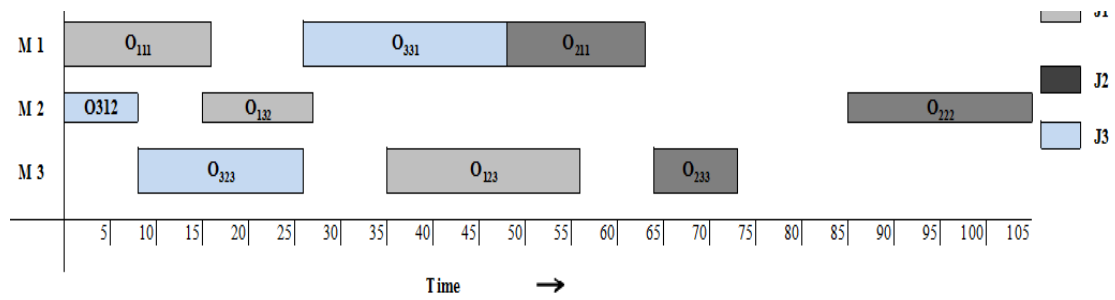 J1
M 1 O₁₁₁ O₃₃₁ O₂₁₁
J2
M 2 O312 O₁₃₂ O₂₂₂
J3
M 3 O₃₂₃ O₁₂₃ O₂₃₃
5 10 15 20 25 30 35 40 45 50 55 60 65 70 75 80 85 90 95 100 105
Time →